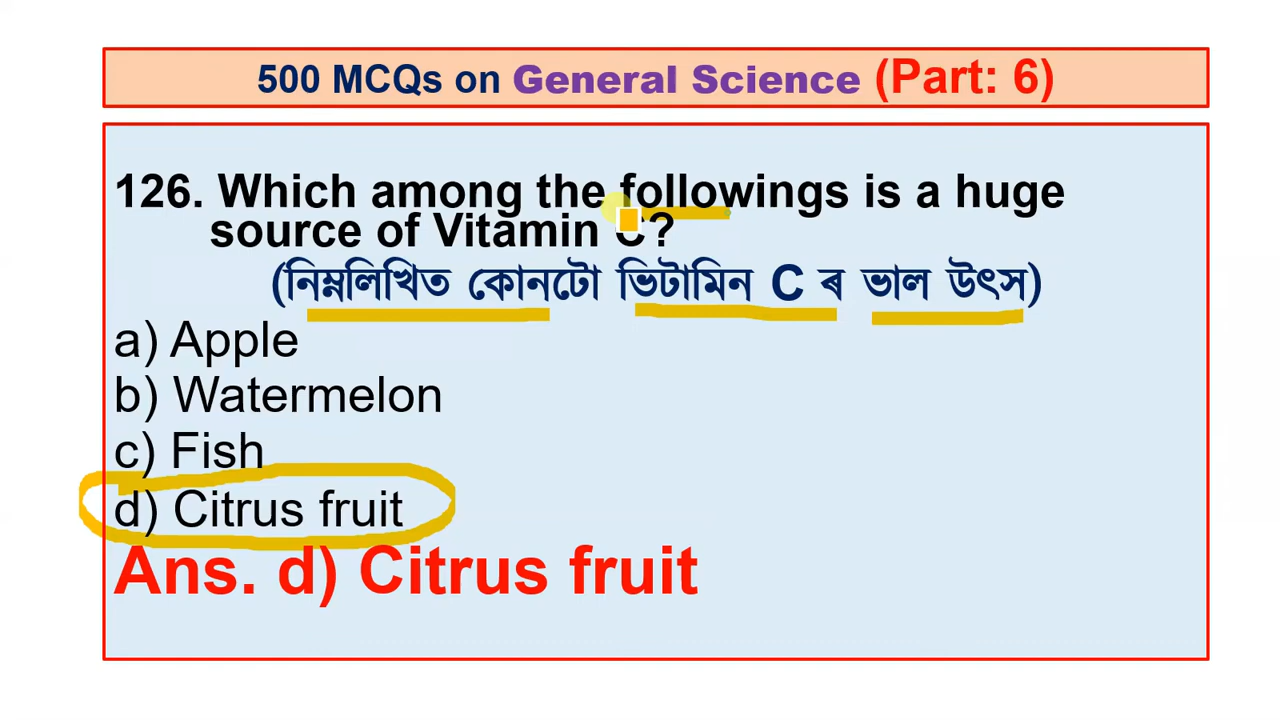 500 MCQs on General Science (Part: 6)
126. Which among the followings is a huge
source of Vitamin C?
(নিম্নলিখিত কোনটো ভিটামিন C ৰ ভাল উৎস)
a) Apple
b) Watermelon
c) Fish
d) Citrus fruit
Ans. d) Citrus fruit